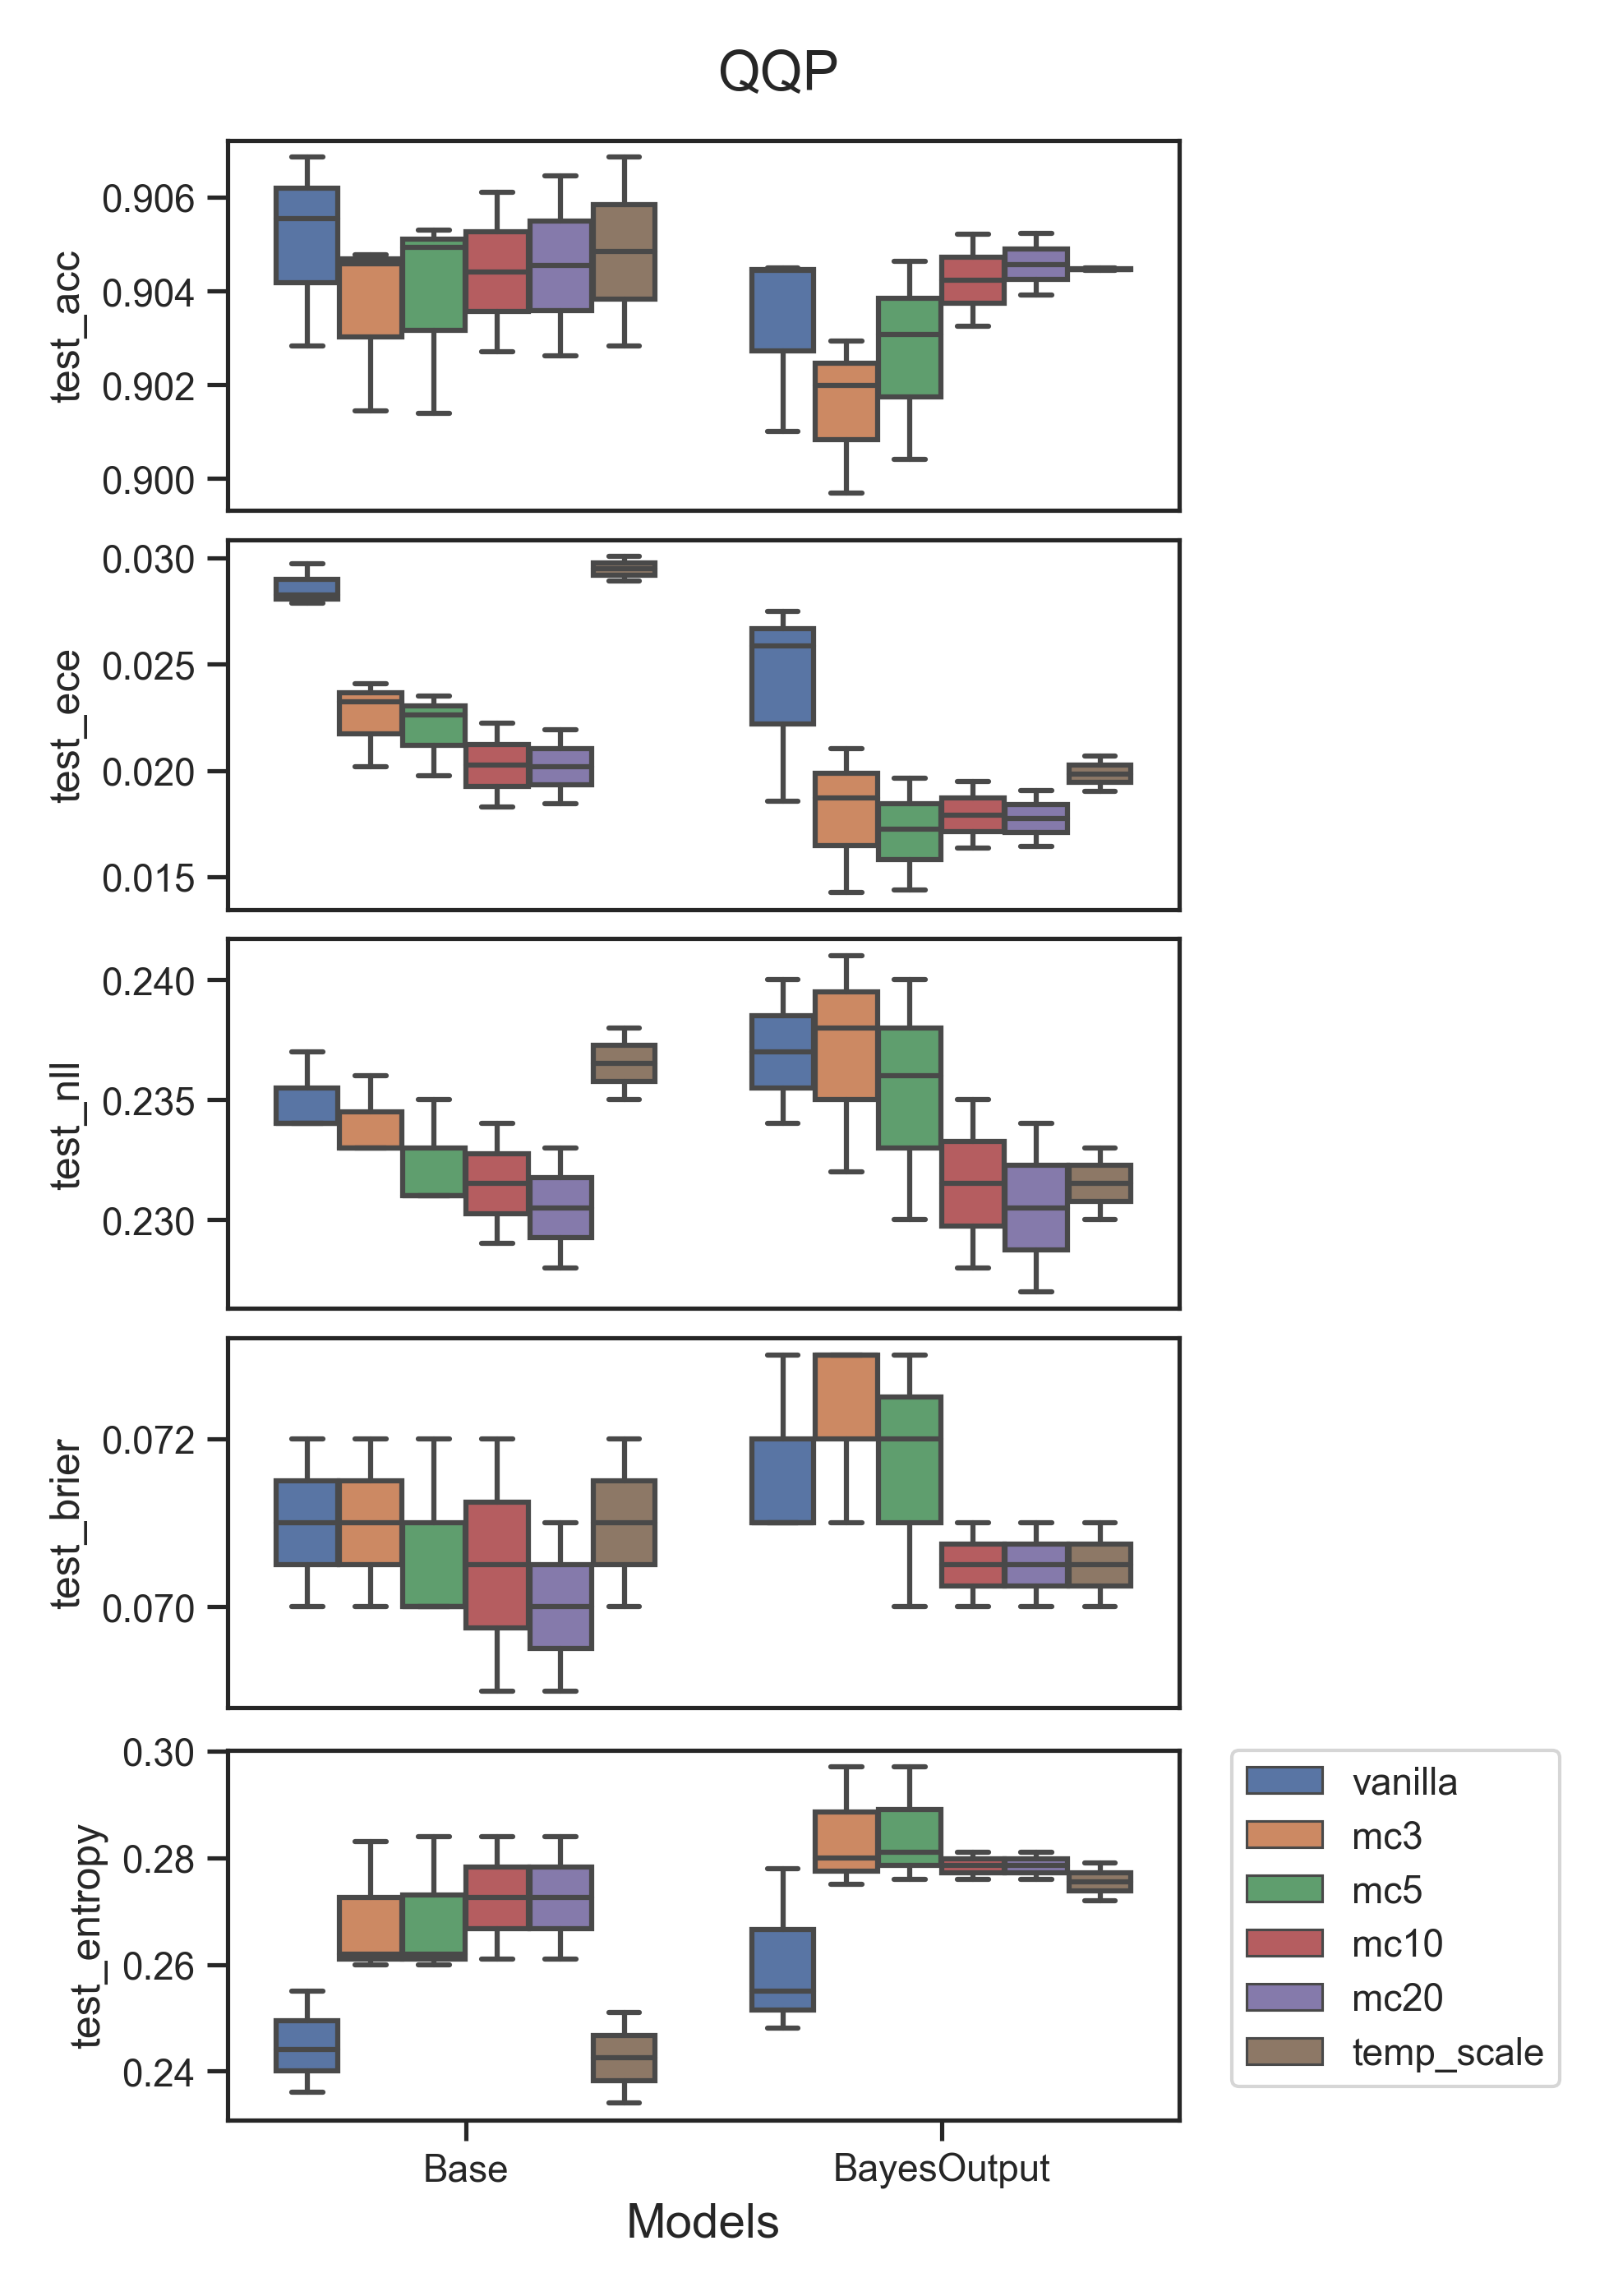 QQP
test_acc
0.906
0.904
0.902
0.900
test_ece
0.030
0.025
0.020
0.015
test_nll
0.240
0.235
0.230
test_brier
0.072
0.070
test_entropy
0.30
0.28
0.26
0.24
Base
BayesOutput
Models
vanilla
mc3
mc5
mc10
mc20
temp_scale